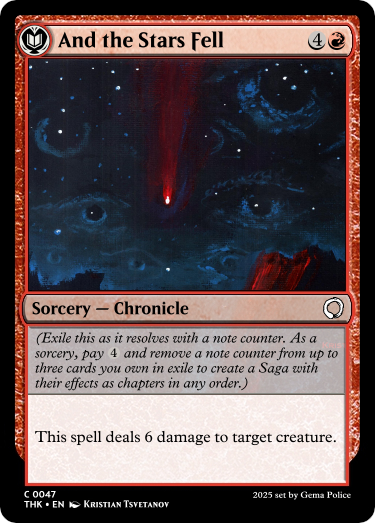 And the Stars Fell 4
Sorcery — Chronicle
(Exile this as it resolves with a note counter. As a
sorcery, pay 4 and remove a note counter from up to
three cards you own in exile to create a Saga with
their effects as chapters in any order.)
This spell deals 6 damage to target creature.
C 0047
THK • EN Kristian Tsvetanov
2025 set by Gema Police